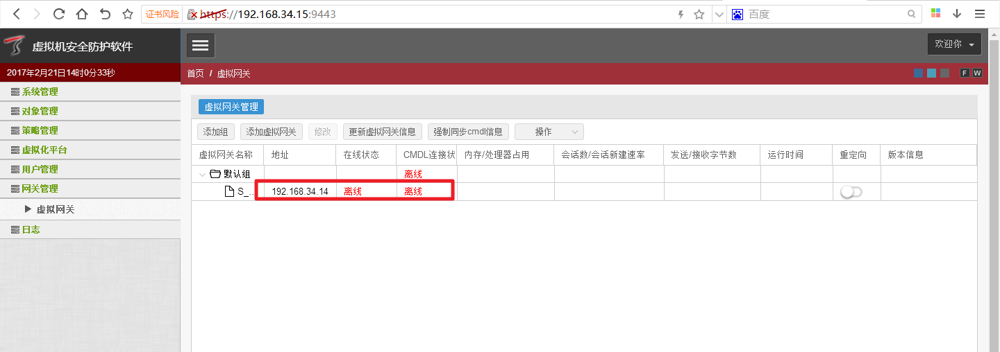 证书风险 https://192.168.34.15:9443 百度
虚拟机安全防护软件 欢迎你
2017年2月21日14时0分33秒 首页 / 虚拟网关 F W
系统管理
对象管理
策略管理
虚拟化平台
用户管理
网关管理
虚拟网关
日志
虚拟网关管理
添加组 添加虚拟网关 修改 更新虚拟网关信息 强制同步cmdl信息 操作
虚拟网关名称 地址 在线状态 CMDL连接状 内存/处理器占用 会话数/会话新建速率 发送/接收字节数 运行时间 重定向 版本信息
默认组 离线
S_... 192.168.34.14 离线 离线